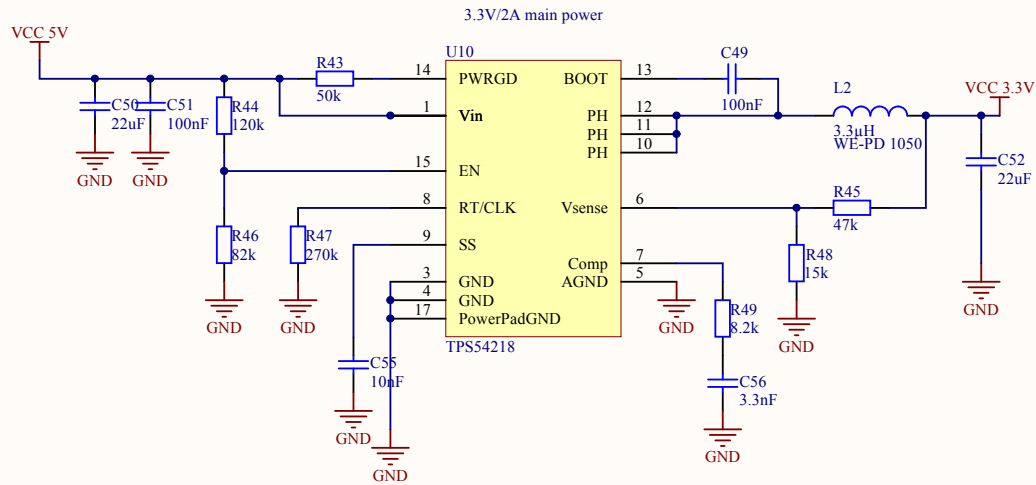 3.3V/2A main power
VCC 5V
U10
C49
100nF
R43
50k
14
PWRGD
BOOT
13
L2
3.3µH
WE-PD 1050
VCC 3.3V
C50
22uF
C51
100nF
R44
120k
1
Vin
PH
12
PH
11
PH
10
C52
22uF
15
EN
R45
47k
8
RT/CLK
Vsense
6
R46
82k
R47
270k
9
SS
R48
15k
Comp
7
3
GND
AGND
5
4
GND
17
PowerPadGND
R49
8.2k
TPS54218
C55
10nF
C56
3.3nF
GND
GND
GND
GND
GND
GND
GND
GND
GND
GND